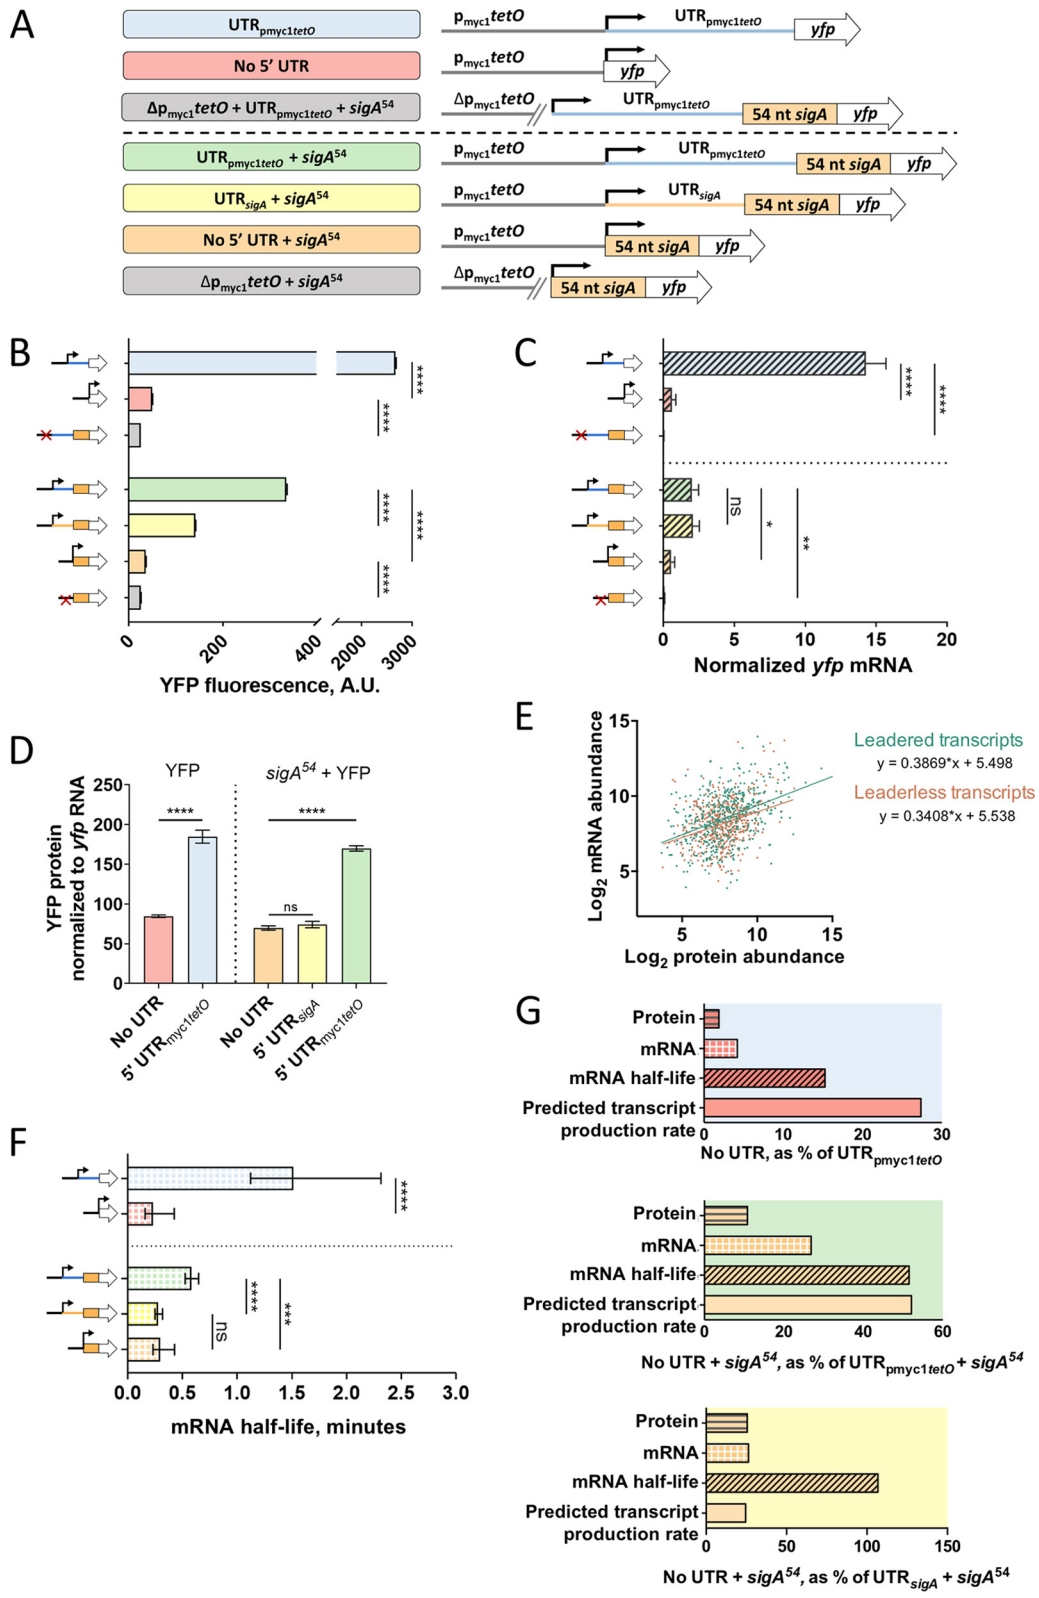 A
UTRpmyc1tetO
pmyc1tetO
UTRpmyc1tetO
yfp
No 5’ UTR
pmyc1tetO
yfp
Δpmyc1tetO + UTRpmyc1tetO + sigA54
Δpmyc1tetO
UTRpmyc1tetO
54 nt sigA
yfp
UTRpmyc1tetO + sigA54
pmyc1tetO
UTRpmyc1tetO
54 nt sigA
yfp
UTRsigA + sigA54
pmyc1tetO
UTRsigA
54 nt sigA
yfp
No 5’ UTR + sigA54
pmyc1tetO
54 nt sigA
yfp
Δpmyc1tetO + sigA54
Δpmyc1tetO
54 nt sigA
yfp
B
****
****
****
****
****
0
200
400
2000
3000
YFP fluorescence, A.U.
C
****
****
ns
*
**
0
5
10
15
20
Normalized yfp mRNA
D
YFP
sigA54 + YFP
YFP protein
normalized to yfp RNA
250
200
150
100
50
0
****
****
ns
No UTR
5' UTRmyc1tetO
No UTR
5' UTRsigA
5' UTRmyc1tetO
E
Log2 mRNA abundance
15
10
5
5
10
15
Log2 protein abundance
Leadered transcripts
y = 0.3869*x + 5.498
Leaderless transcripts
y = 0.3408*x + 5.538
F
****
****
***
ns
0.0
0.5
1.0
1.5
2.0
2.5
3.0
mRNA half-life, minutes
G
Protein
mRNA
mRNA half-life
Predicted transcript
production rate
0
10
20
30
No UTR, as % of UTRpmyc1tetO
Protein
mRNA
mRNA half-life
Predicted transcript
production rate
0
20
40
60
No UTR + sigA54, as % of UTRpmyc1tetO + sigA54
Protein
mRNA
mRNA half-life
Predicted transcript
production rate
0
50
100
150
No UTR + sigA54, as % of UTRsigA + sigA54